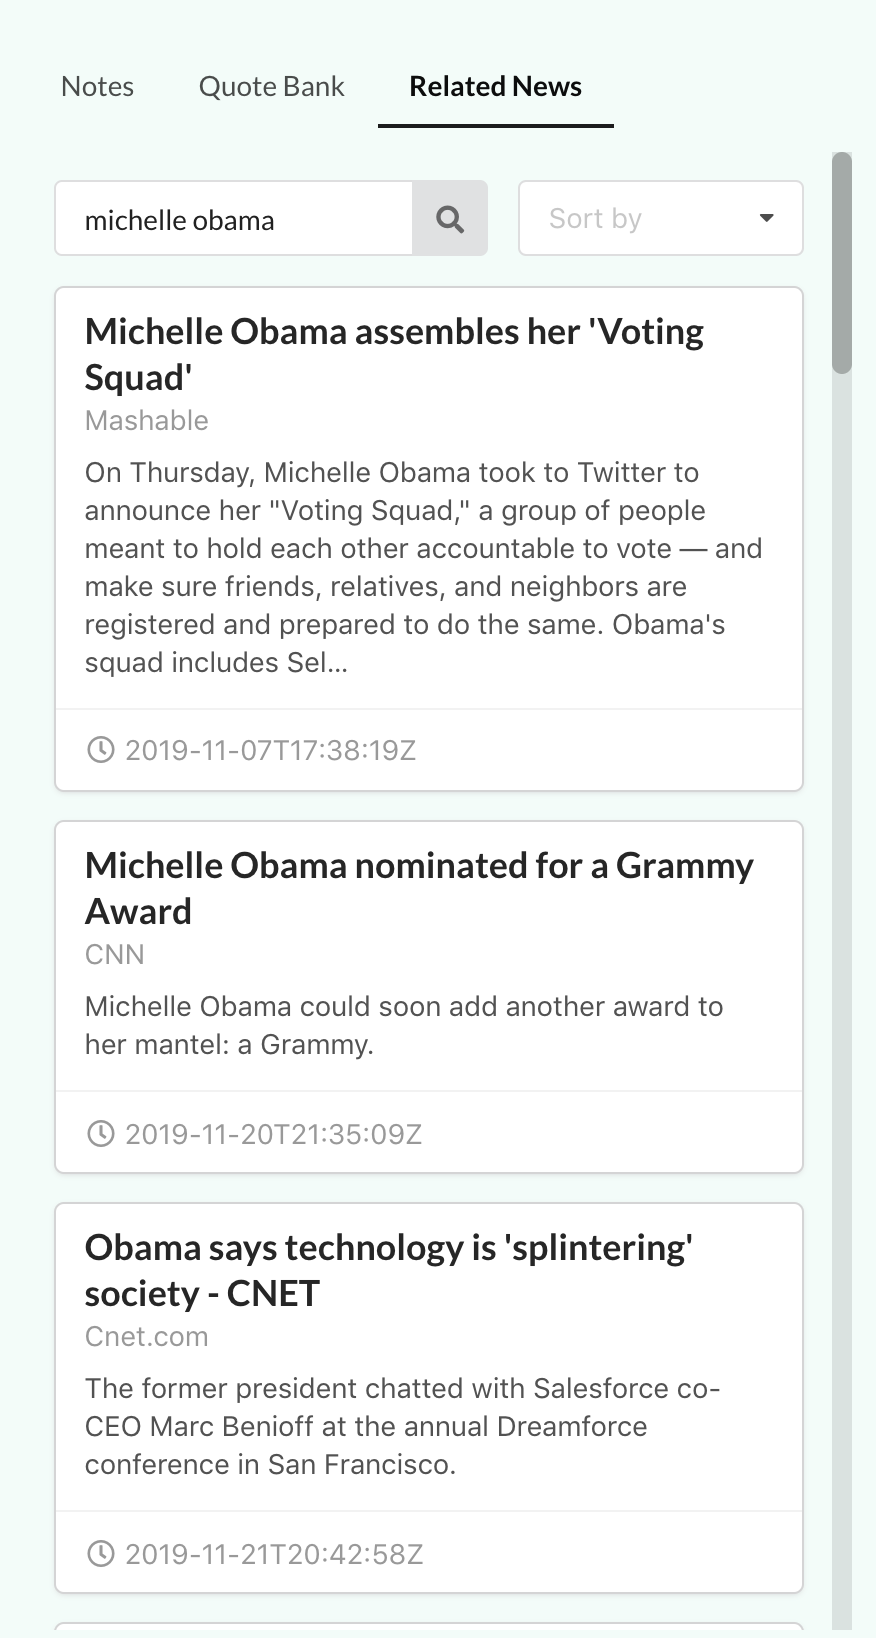 Notes Quote Bank Related News
michelle obama Sort by
Michelle Obama assembles her 'Voting
Squad'
Mashable
On Thursday, Michelle Obama took to Twitter to
announce her "Voting Squad," a group of people
meant to hold each other accountable to vote — and
make sure friends, relatives, and neighbors are
registered and prepared to do the same. Obama's
squad includes Sel...
2019-11-07T17:38:19Z
Michelle Obama nominated for a Grammy
Award
CNN
Michelle Obama could soon add another award to
her mantel: a Grammy.
2019-11-20T21:35:09Z
Obama says technology is 'splintering'
society - CNET
Cnet.com
The former president chatted with Salesforce co-
CEO Marc Benioff at the annual Dreamforce
conference in San Francisco.
2019-11-21T20:42:58Z